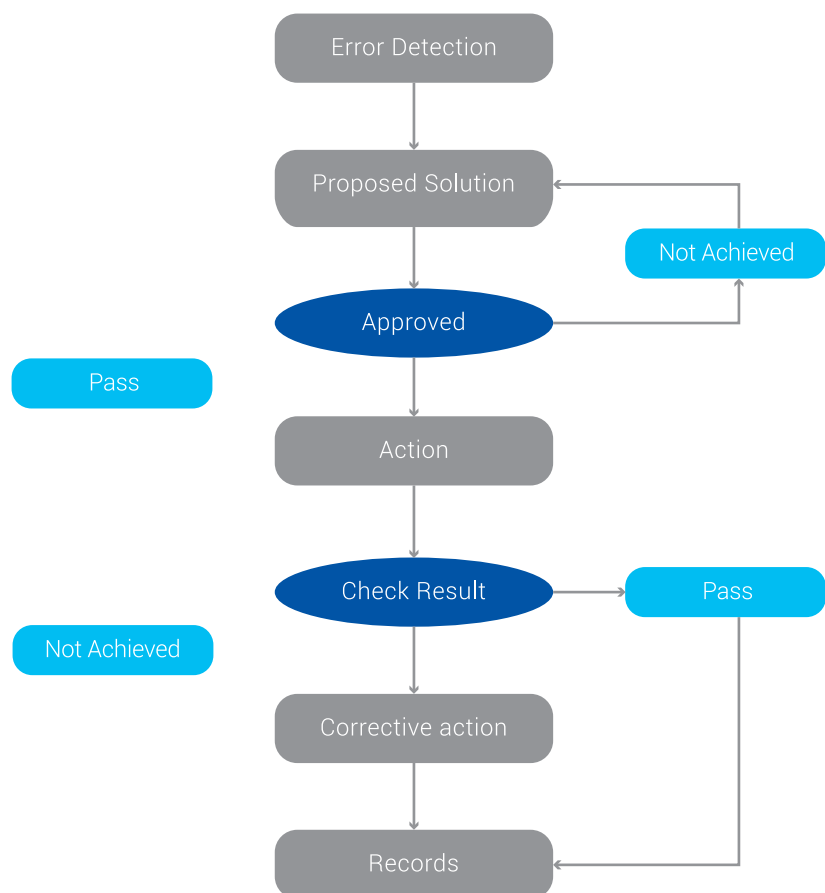 Error Detection
Proposed Solution
Not Achieved
Approved
Pass
Action
Check Result
Pass
Not Achieved
Corrective action
Records